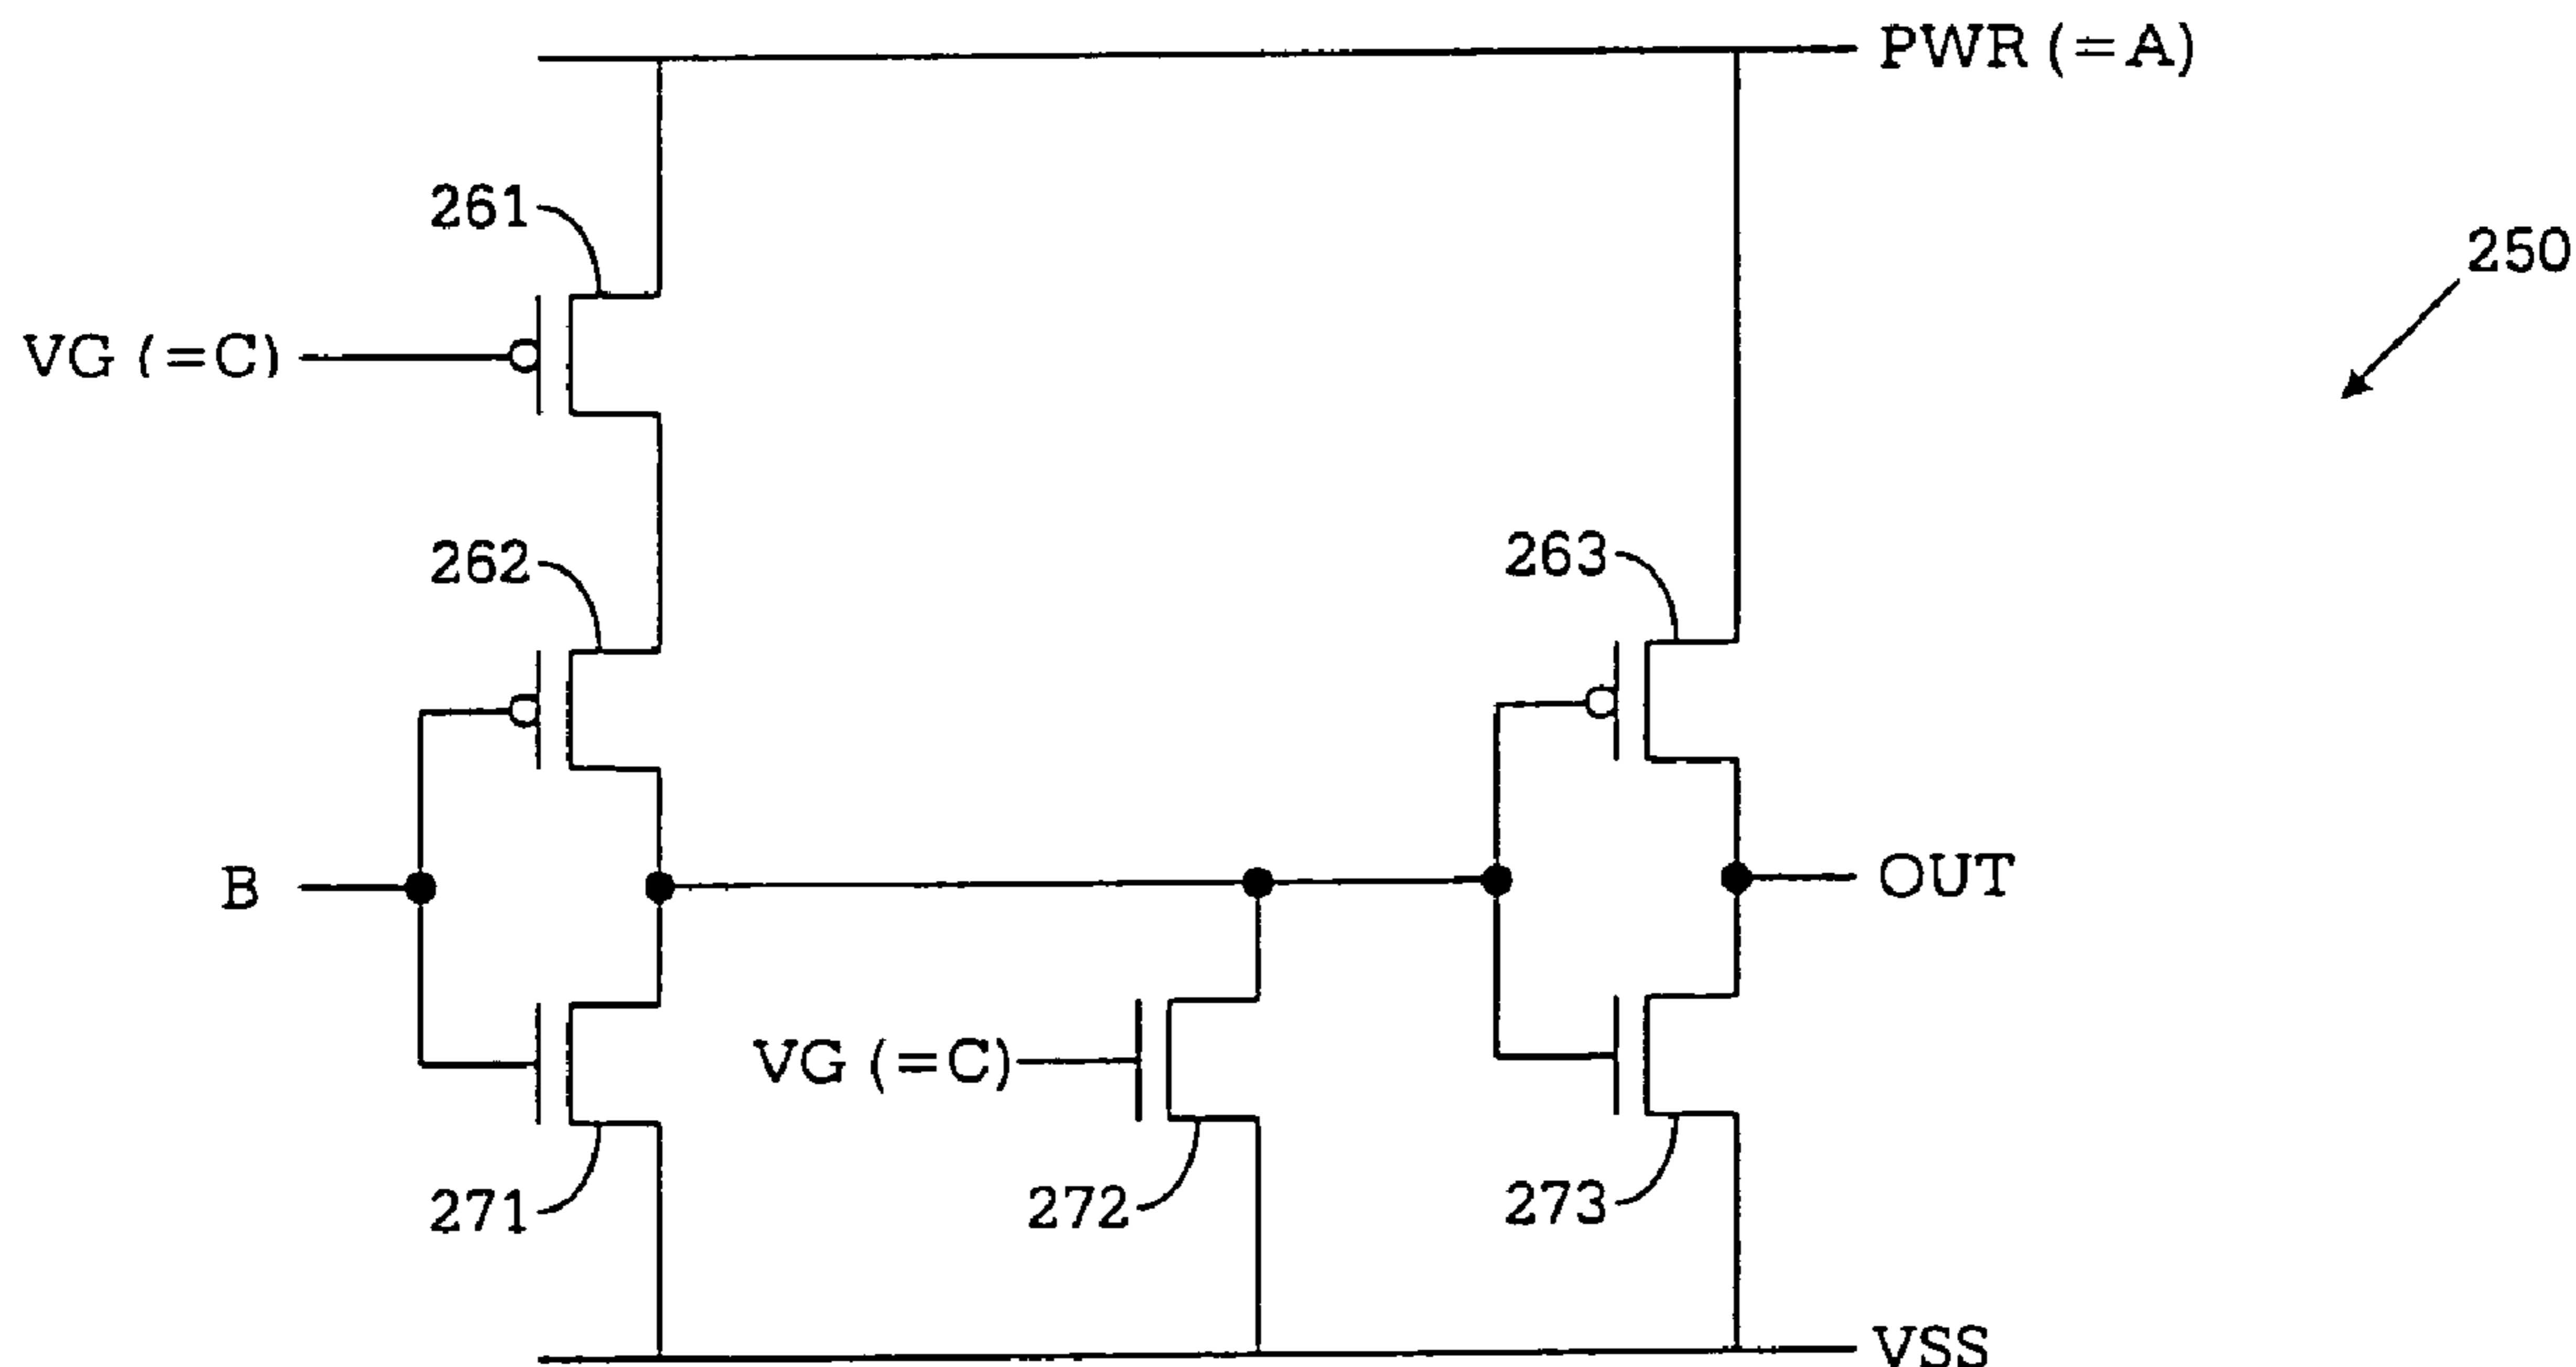 PWR (=A)
261
250
VG (=C)
262
263
B
OUT
VG (=C)
271
272
273
VSS